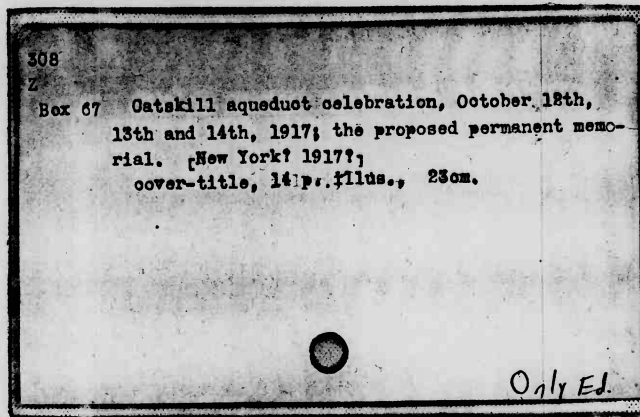 308
Z
Box 67 Catskill aqueduct celebration, October 12th,
13th and 14th, 1917; the proposed permanent memo-
rial. [New York? 1917?]
cover-title, 14 p. illus., 23cm.
Only Ed.